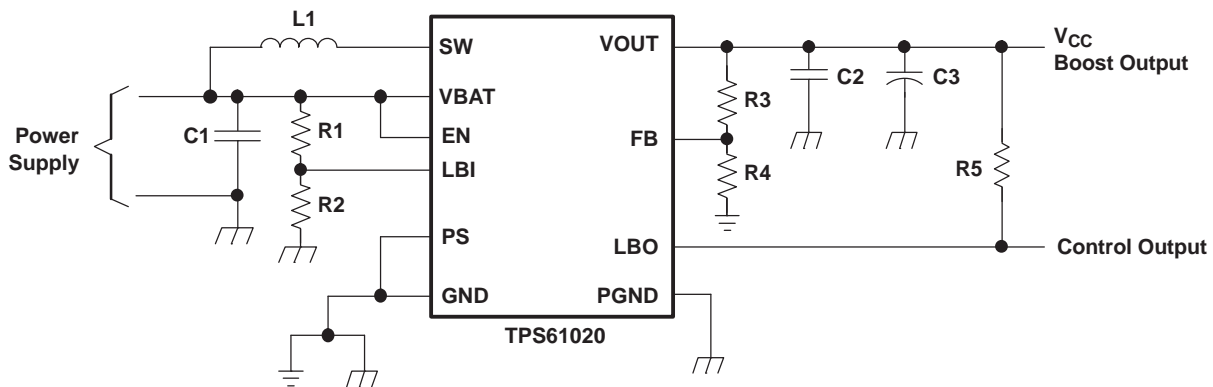 L1
SW
VOUT
VCC
Boost Output
VBAT
C2
C3
R3
Power
Supply
C1
R1
EN
FB
LBI
R4
R5
R2
PS
LBO
Control Output
GND
PGND
TPS61020